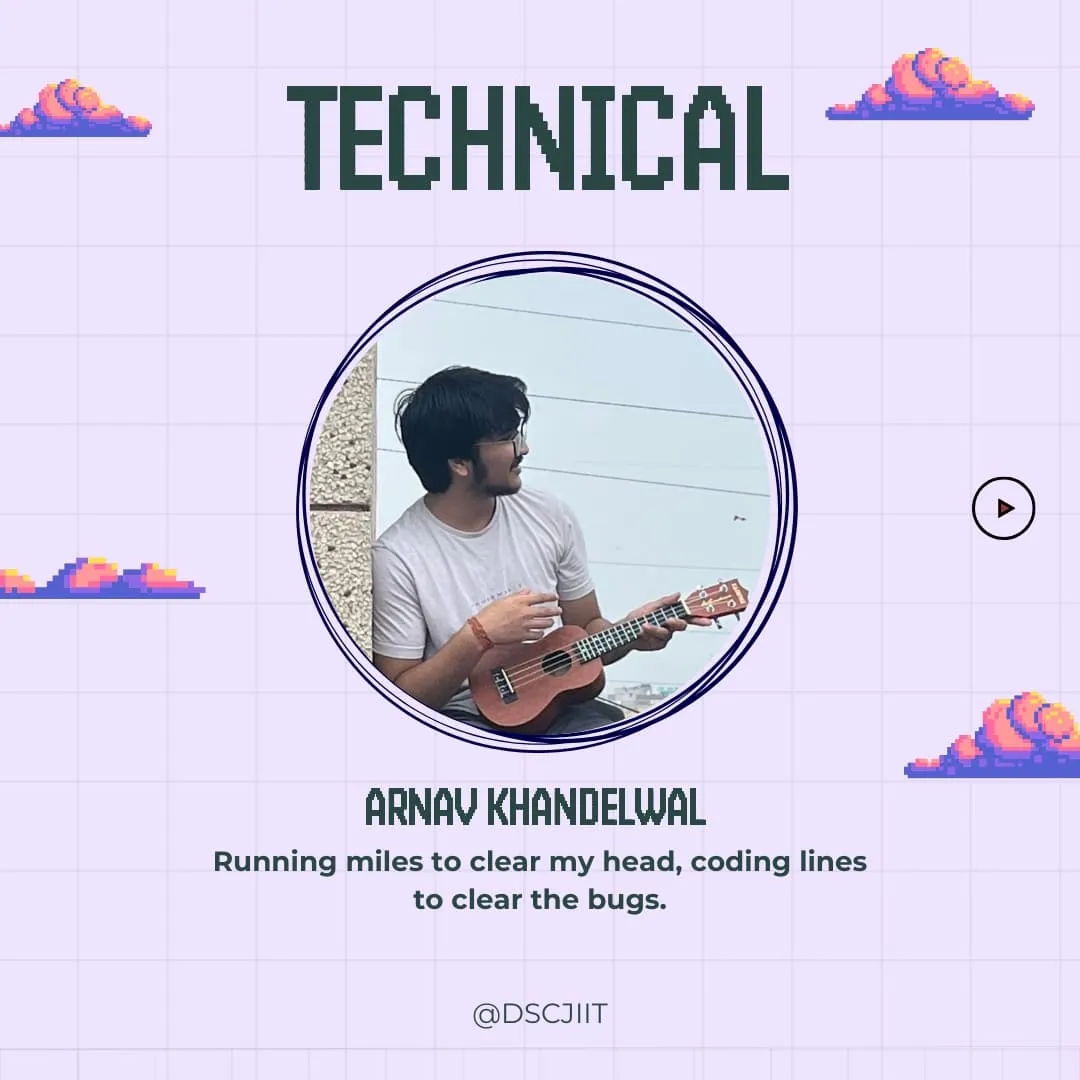 TECHNICAL
ARNAV KHANDELWAL
Running miles to clear my head, coding lines
to clear the bugs.
@DSCJIIT